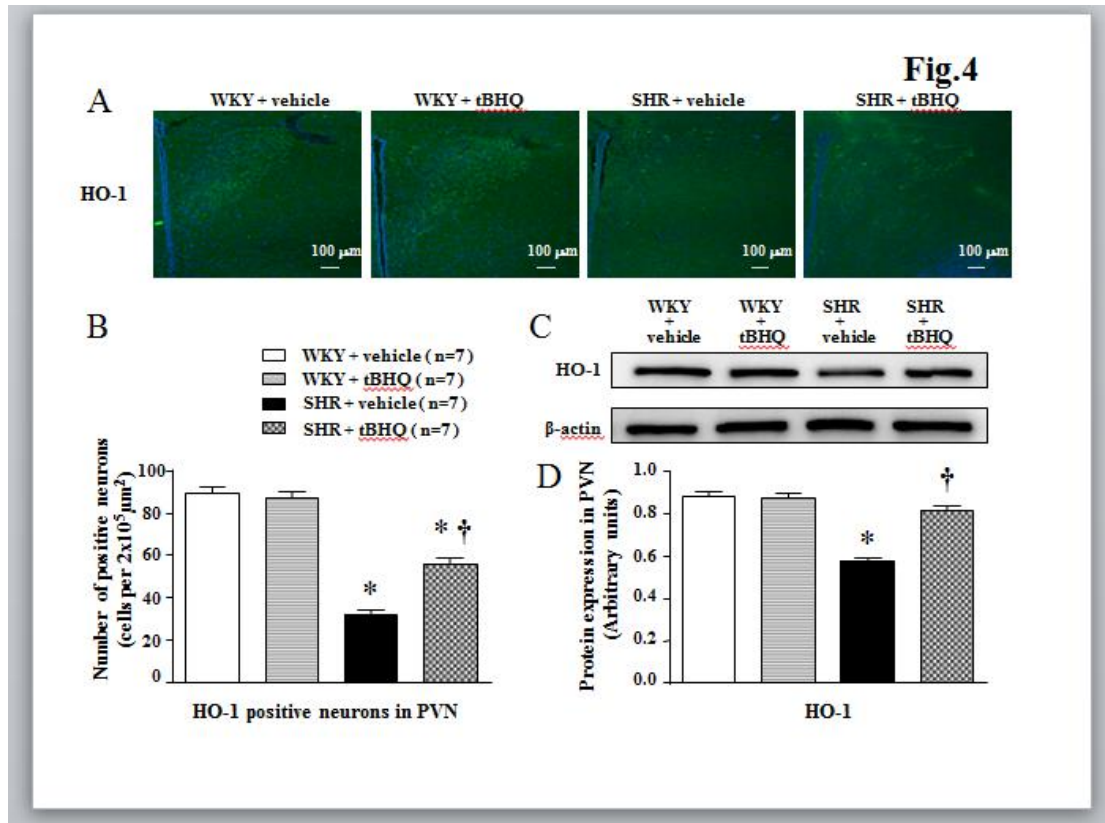 Fig.4
A
WKY + vehicle
WKY + tBHQ
SHR + vehicle
SHR + tBHQ
HO-1
100 μm
100 μm
100 μm
100 μm
B
WKY + vehicle ( n=7)
WKY + tBHQ ( n=7)
SHR + vehicle ( n=7)
SHR + tBHQ ( n=7)
Number of positive neurons
(cells per 2x10⁵μm²)
100
80
60
40
20
0
*
* †
HO-1 positive neurons in PVN
C
WKY
+
vehicle
WKY
+
tBHQ
SHR
+
vehicle
SHR
+
tBHQ
HO-1
β-actin
D
Protein expression in PVN
(Arbitrary units)
1.0
0.8
0.6
0.4
0.2
0.0
*
†
HO-1